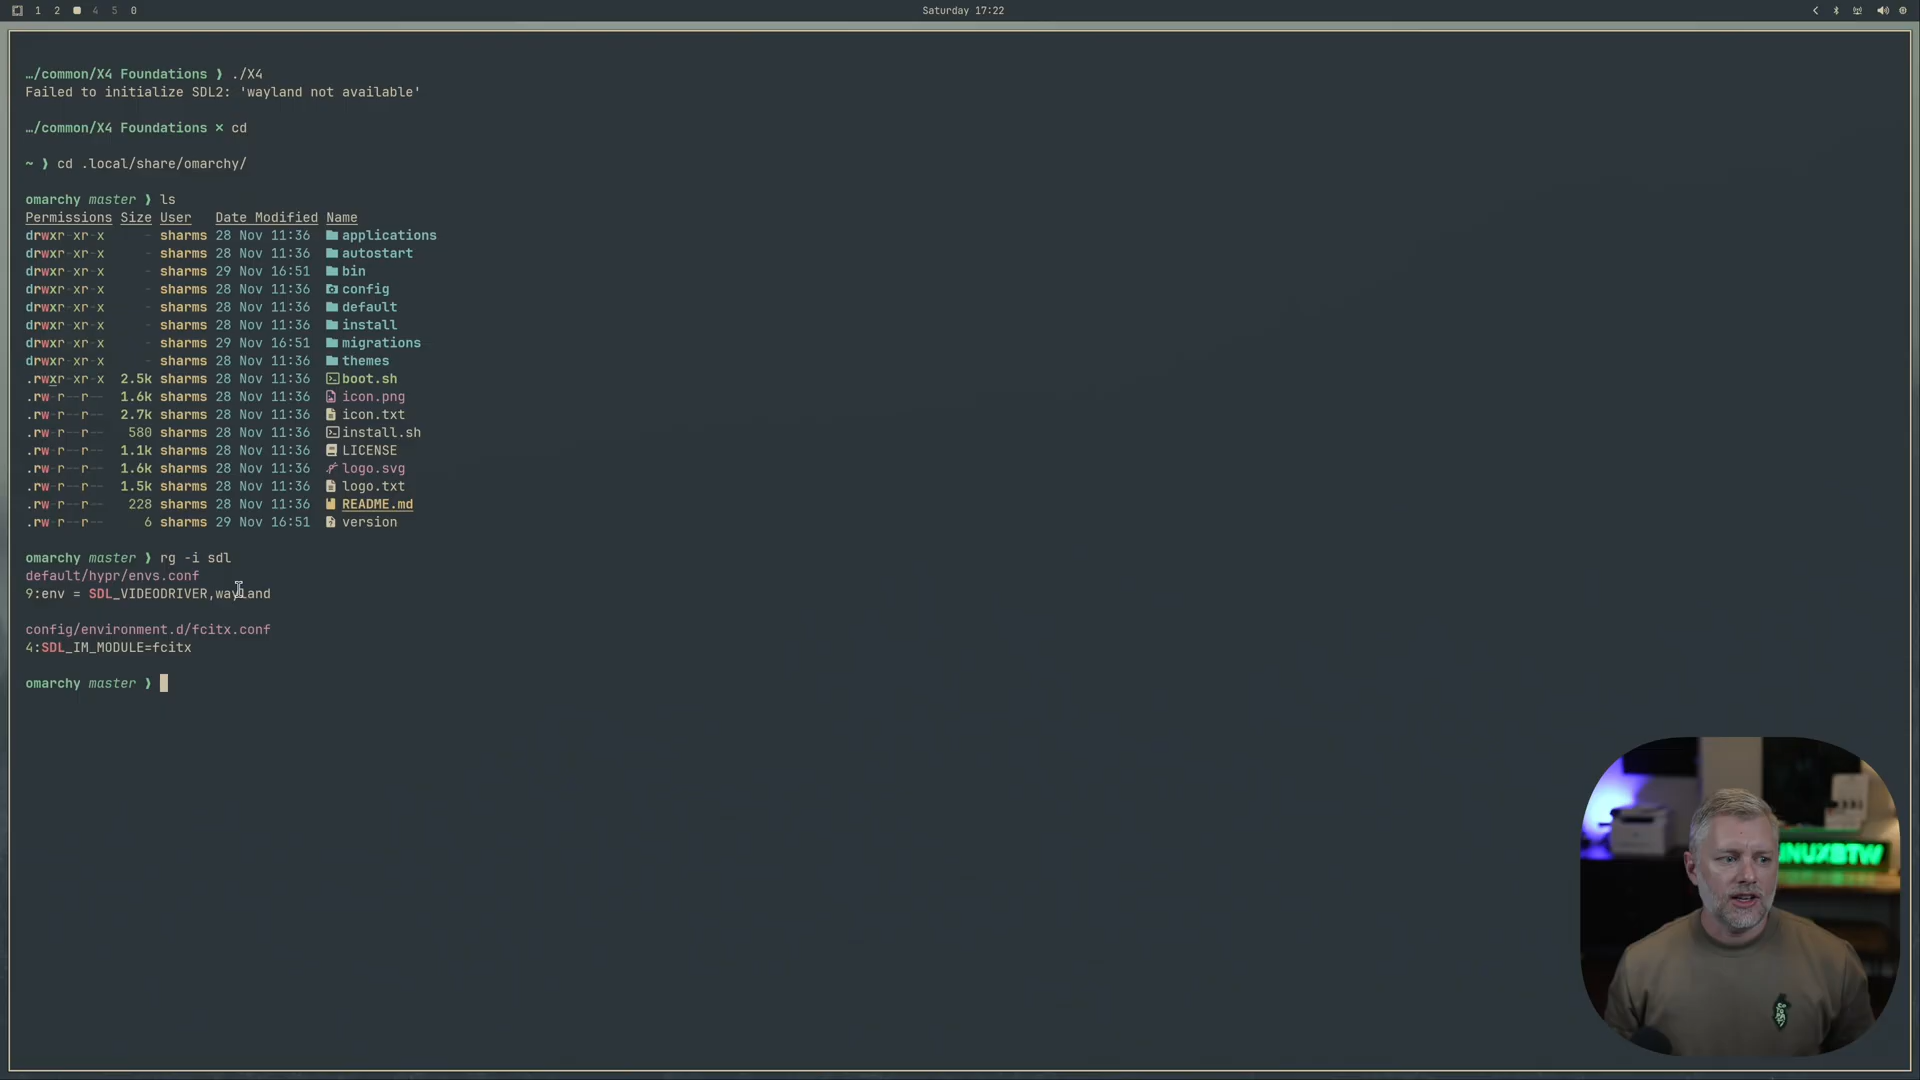 1 2 4 5 0
Saturday 17:22
…/common/X4 Foundations ❯ ./X4
Failed to initialize SDL2: 'wayland not available'
…/common/X4 Foundations × cd
~ ❯ cd .local/share/omarchy/
omarchy master ❯ ls
Permissions Size User Date Modified Name
drwxr-xr-x - sharms 28 Nov 11:36 applications
drwxr-xr-x - sharms 28 Nov 11:36 autostart
drwxr-xr-x - sharms 29 Nov 16:51 bin
drwxr-xr-x - sharms 28 Nov 11:36 config
drwxr-xr-x - sharms 28 Nov 11:36 default
drwxr-xr-x - sharms 28 Nov 11:36 install
drwxr-xr-x - sharms 29 Nov 16:51 migrations
drwxr-xr-x - sharms 28 Nov 11:36 themes
.rwxr-xr-x 2.5k sharms 28 Nov 11:36 boot.sh
.rw-r--r-- 1.6k sharms 28 Nov 11:36 icon.png
.rw-r--r-- 2.7k sharms 28 Nov 11:36 icon.txt
.rw-r--r-- 580 sharms 28 Nov 11:36 install.sh
.rw-r--r-- 1.1k sharms 28 Nov 11:36 LICENSE
.rw-r--r-- 1.6k sharms 28 Nov 11:36 logo.svg
.rw-r--r-- 1.5k sharms 28 Nov 11:36 logo.txt
.rw-r--r-- 228 sharms 28 Nov 11:36 README.md
.rw-r--r-- 6 sharms 29 Nov 16:51 version
omarchy master ❯ rg -i sdl
default/hypr/envs.conf
9:env = SDL_VIDEODRIVER,wayland
config/environment.d/fcitx.conf
4:SDL_IM_MODULE=fcitx
omarchy master ❯
INUXBTW